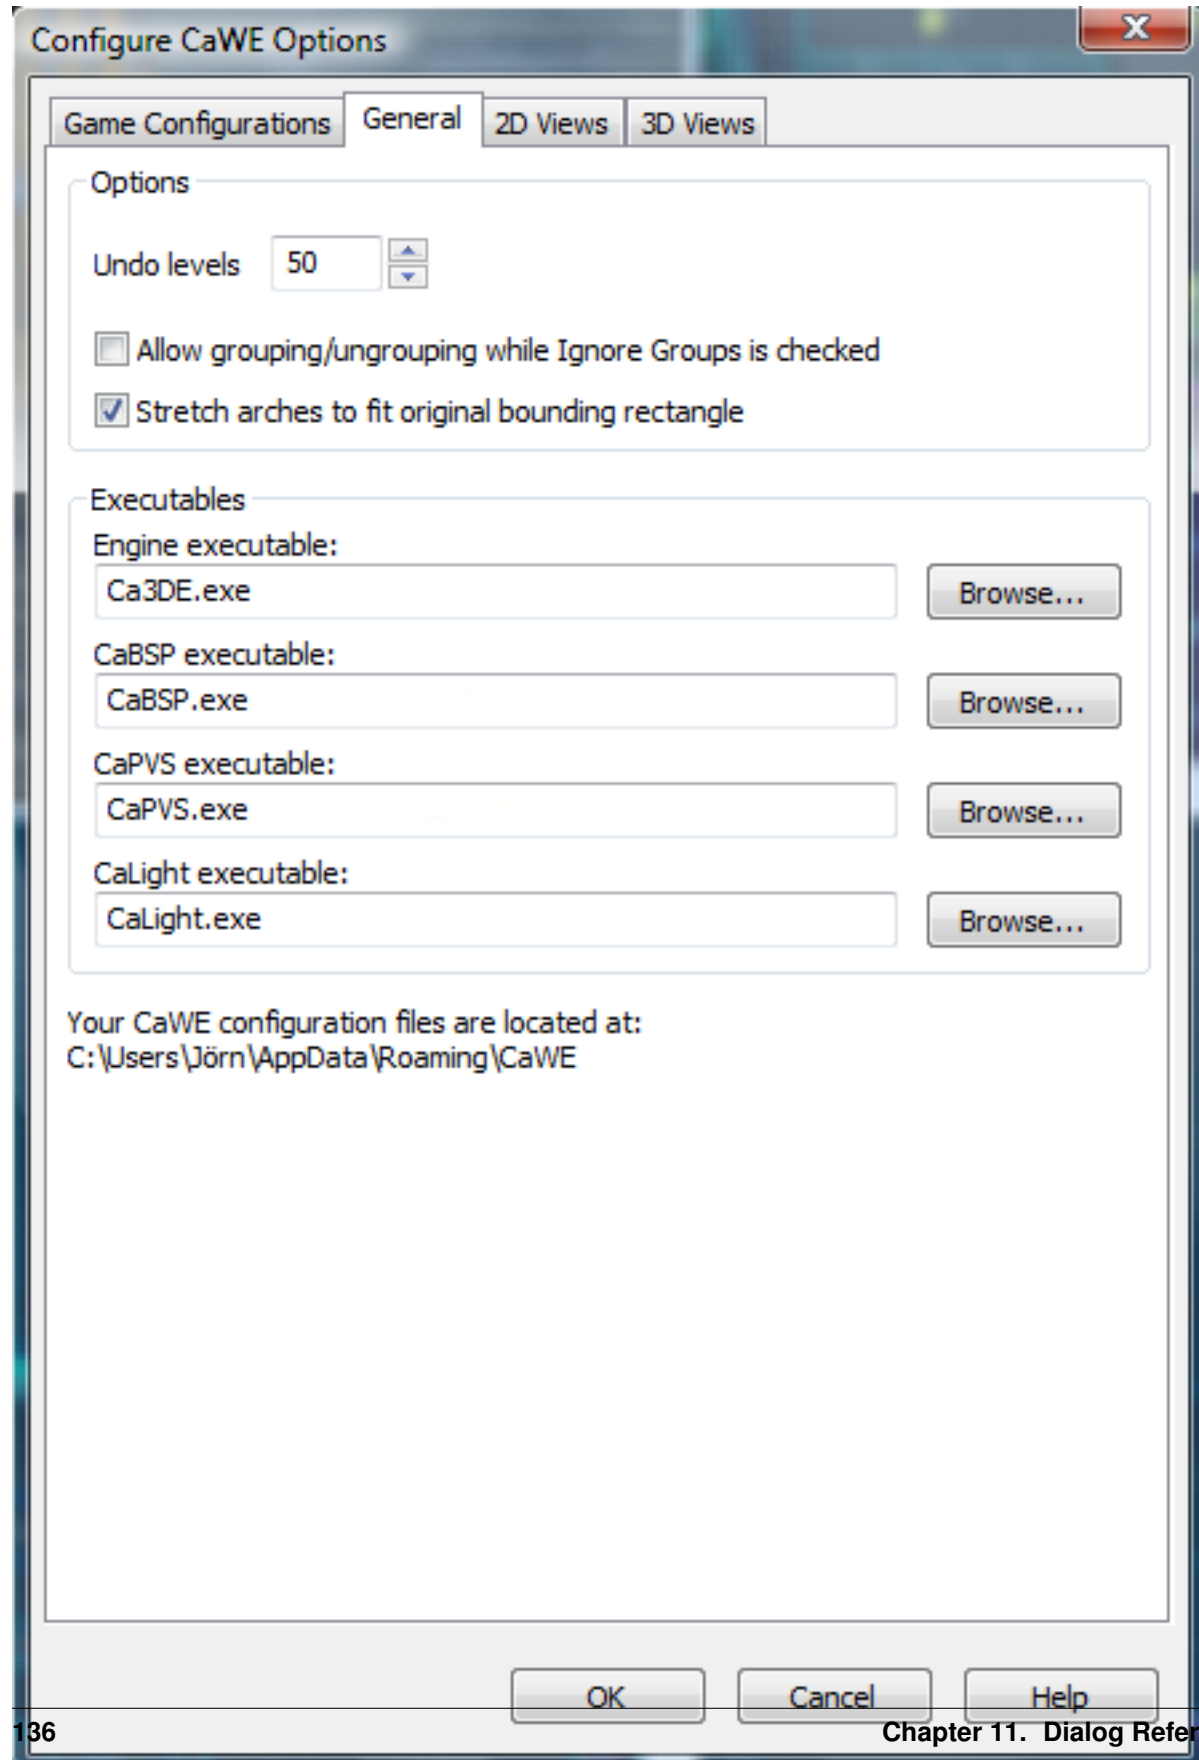 Configure CaWE Options
x
Game Configurations General 2D Views 3D Views
Options
Undo levels 50
Allow grouping/ungrouping while Ignore Groups is checked
Stretch arches to fit original bounding rectangle
Executables
Engine executable:
Ca3DE.exe Browse...
CaBSP executable:
CaBSP.exe Browse...
CaPVS executable:
CaPVS.exe Browse...
CaLight executable:
CaLight.exe Browse...
Your CaWE configuration files are located at:
C:\Users\Jörn\AppData\Roaming\CaWE
OK Cancel Help
136 Chapter 11. Dialog Refer